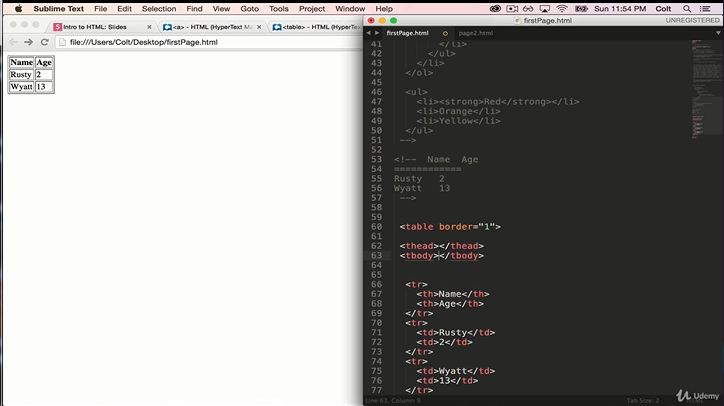 Sublime Text File Edit Selection Find View Goto Tools Project Sun 11:54 PM Colt
Intro to HTML: Slides
<a> - HTML (HyperText M
<table> - HTML (HyperTex
file:///Users/Colt/Desktop/firstPage.html
Name Age
Rusty 2
Wyatt 13
firstPage.html
UNREGISTERED
firstPage.html page2.html
41 </li>
42 </ul>
43 </li>
44 </ol>
45
46 <ul>
47 <li><strong>Red</strong></li>
48 <li>Orange</li>
49 <li>Yellow</li>
50 </ul>
51 -->
52
53 <!-- Name Age
54 ============
55 Rusty 2
56 Wyatt 13
57 -->
58
59
60 <table border="1">
61
62 <thead></thead>
63 <tbody></tbody>
64
65
66 <tr>
67 <th>Name</th>
68 <th>Age</th>
69 </tr>
70 <tr>
71 <td>Rusty</td>
72 <td>2</td>
73 </tr>
74 <tr>
75 <td>Wyatt</td>
76 <td>13</td>
77 </tr>
Line 63, Column 8
Tab Size: 2
HTML
Udemy